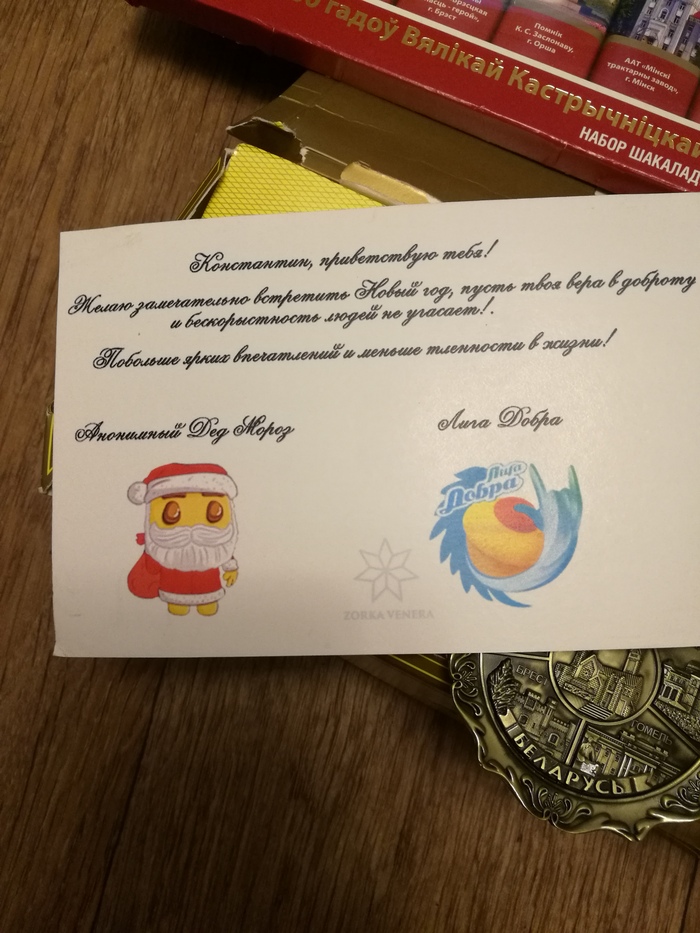 г. Брэст
Помнік
К. С. Заслонаву,
г. Орша
ААТ «Мінскі
трактарны завод»,
г. Мінск
гадоў Вялікай Кастрычніцкай
НАБОР ШАКАЛАД
Константин, приветствую тебя!
Желаю замечательно встретить Новый год, пусть твоя вера в доброту
и бескорыстность людей не угасает!.
Побольше ярких впечатлений и меньше тленности в жизни!
Анонимный Дед Мороз
Лига Добра
Лига
Добра
ZORKA VENERA
БРЕСТ
ГОМЕЛЬ
БЕЛАРУСЬ